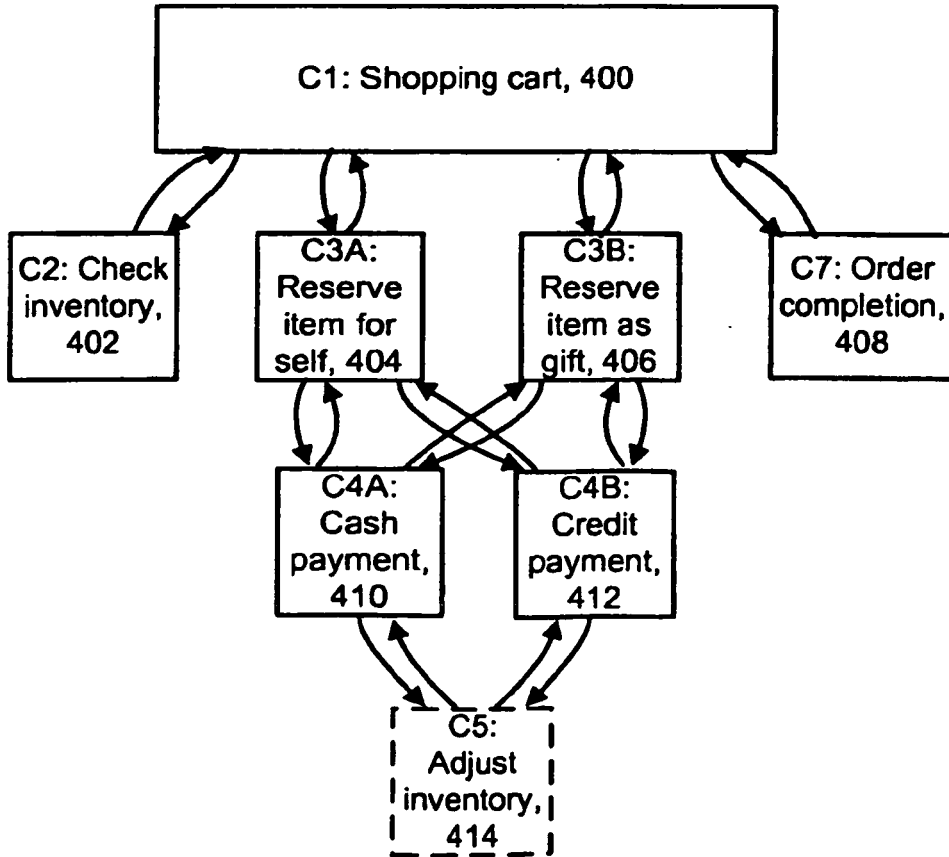 C1: Shopping cart, 400
C2: Check
inventory,
402
C3A:
Reserve
item for
self, 404
C3B:
Reserve
item as
gift, 406
C7: Order
completion,
408
C4A:
Cash
payment,
410
C4B:
Credit
payment,
412
C5:
Adjust
inventory,
414